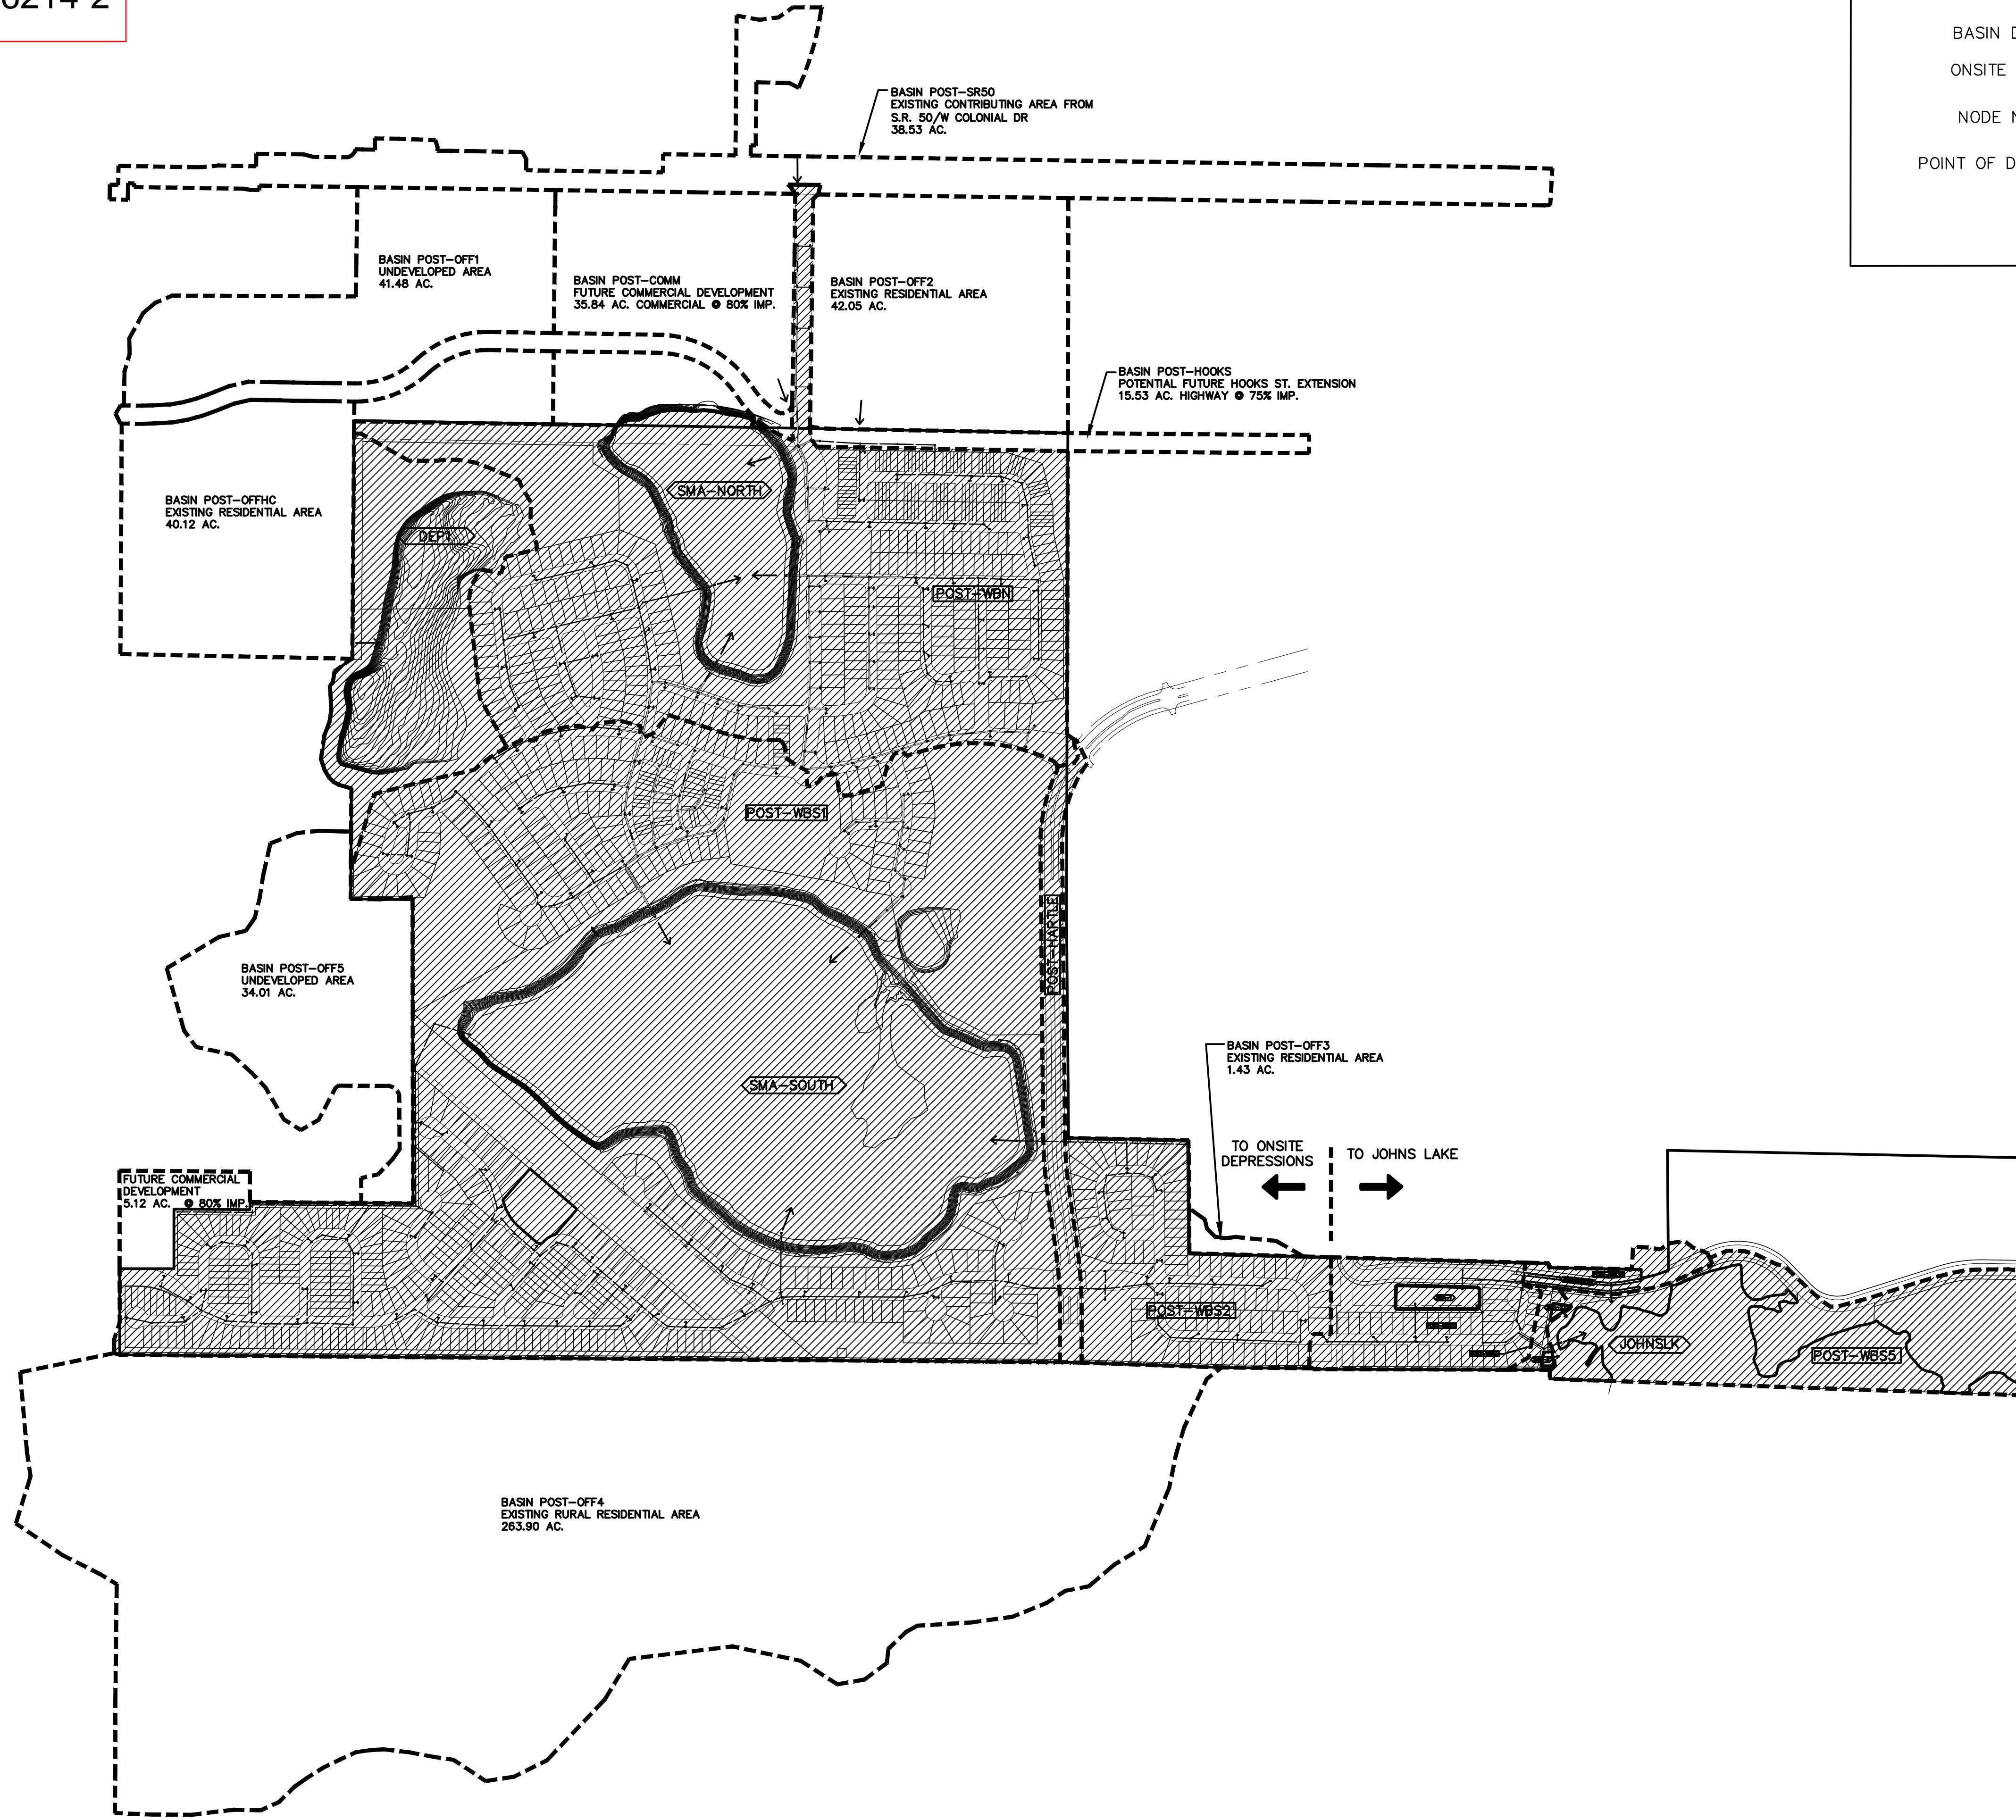 BASIN POST-SR50
EXISTING CONTRIBUTING AREA FROM
S.R. 50/W COLONIAL DR
38.53 AC.
BASIN
ONSITE
NODE
POINT OF
BASIN POST-OFF1
UNDEVELOPED AREA
41.48 AC.
BASIN POST-COMM
FUTURE COMMERCIAL DEVELOPMENT
35.84 AC. COMMERCIAL @ 80% IMP.
BASIN POST-OFF2
EXISTING RESIDENTIAL AREA
42.05 AC.
BASIN POST-HOOKS
POTENTIAL FUTURE HOOKS ST. EXTENSION
15.53 AC. HIGHWAY @ 75% IMP.
BASIN POST-OFFHC
EXISTING RESIDENTIAL AREA
40.12 AC.
SMA-NORTH
DEP1
POST-WBN
POST-WBS1
POST-HARTLE
BASIN POST-OFF5
UNDEVELOPED AREA
34.01 AC.
SMA-SOUTH
BASIN POST-OFF3
EXISTING RESIDENTIAL AREA
1.43 AC.
TO ONSITE
DEPRESSIONS
TO JOHNS LAKE
FUTURE COMMERCIAL
DEVELOPMENT
5.12 AC. @ 80% IMP.
POST-WBS2
JOHNSLK
POST-WBS5
BASIN POST-OFF4
EXISTING RURAL RESIDENTIAL AREA
263.90 AC.